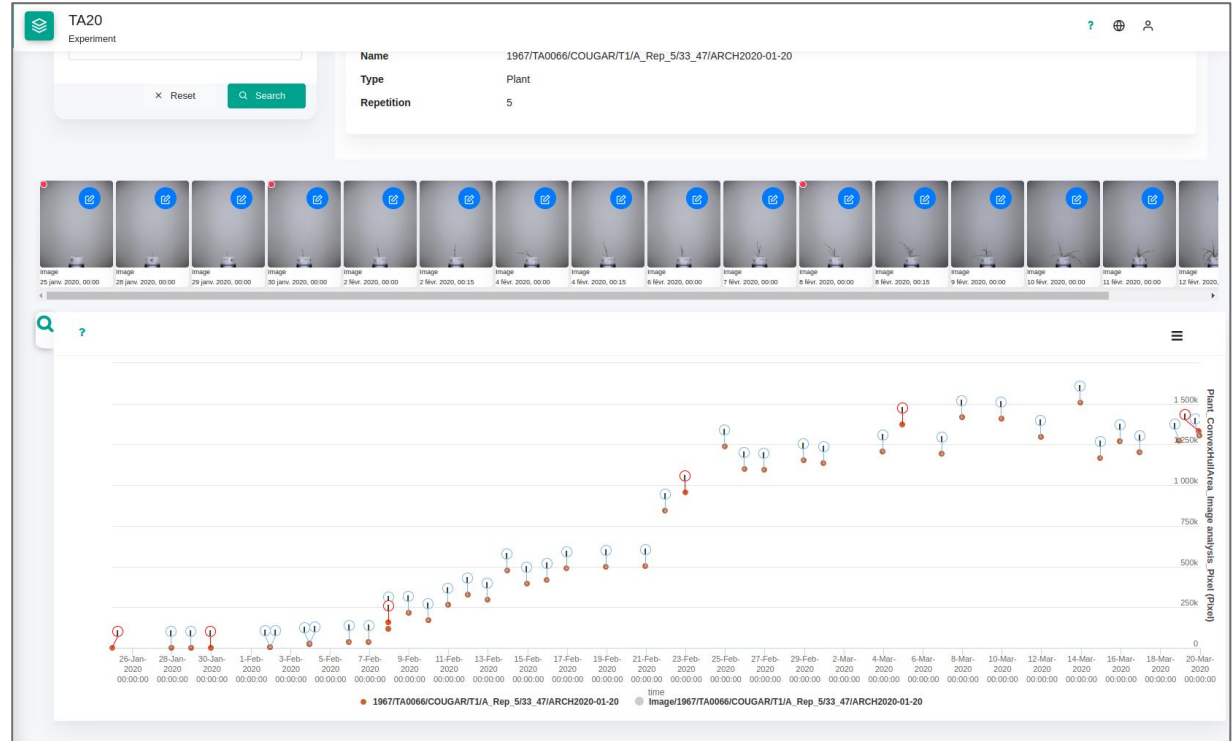 TA20
Experiment
?
Name 1967/TA0066/COUGAR/T1/A_Rep_5/33_47/ARCH2020-01-20
Type Plant
Repetition 5
× Reset Search
Image Image Image Image Image Image Image Image Image Image Image Image Image Image Image Image
25 janv. 2020, 00:00 28 janv. 2020, 00:00 29 janv. 2020, 00:00 30 janv. 2020, 00:00 2 févr. 2020, 00:00 2 févr. 2020, 00:15 4 févr. 2020, 00:00 4 févr. 2020, 00:15 6 févr. 2020, 00:00 7 févr. 2020, 00:00 8 févr. 2020, 00:00 8 févr. 2020, 00:15 9 févr. 2020, 00:00 10 févr. 2020, 00:00 11 févr. 2020, 00:00 12 févr. 2020,
?
1 500k
1 250k
1 000k
750k
500k
250k
0
Plant_ConvexHullArea_Image analysis_Pixel (Pixel)
26-Jan- 28-Jan- 30-Jan- 1-Feb- 3-Feb- 5-Feb- 7-Feb- 9-Feb- 11-Feb- 13-Feb- 15-Feb- 17-Feb- 19-Feb- 21-Feb- 23-Feb- 25-Feb- 27-Feb- 29-Feb- 2-Mar- 4-Mar- 6-Mar- 8-Mar- 10-Mar- 12-Mar- 14-Mar- 16-Mar- 18-Mar- 20-Mar-
2020 2020 2020 2020 2020 2020 2020 2020 2020 2020 2020 2020 2020 2020 2020 2020 2020 2020 2020 2020 2020 2020 2020 2020 2020 2020 2020 2020
00:00:00 00:00:00 00:00:00 00:00:00 00:00:00 00:00:00 00:00:00 00:00:00 00:00:00 00:00:00 00:00:00 00:00:00 00:00:00 00:00:00 00:00:00 00:00:00 00:00:00 00:00:00 00:00:00 00:00:00 00:00:00 00:00:00 00:00:00 00:00:00 00:00:00 00:00:00 00:00:00 00:00:00
time
1967/TA0066/COUGAR/T1/A_Rep_5/33_47/ARCH2020-01-20 Image/1967/TA0066/COUGAR/T1/A_Rep_5/33_47/ARCH2020-01-20